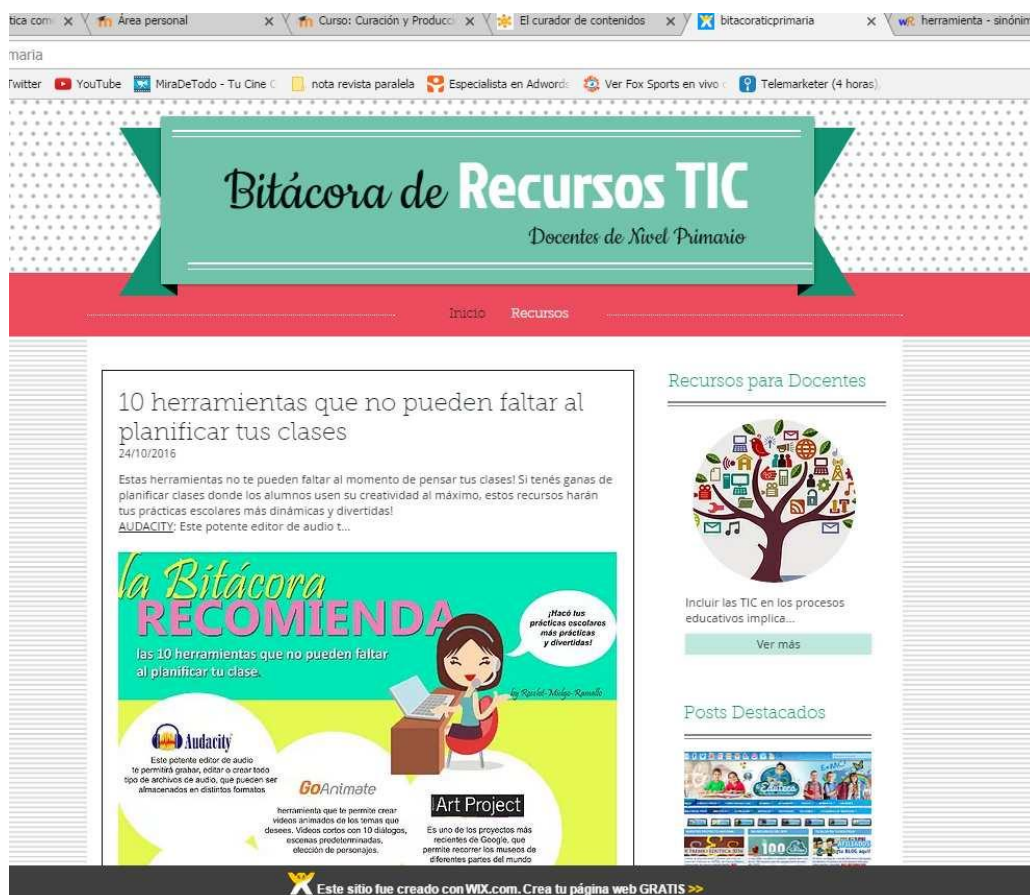 tica com
Área personal
Curso: Curación y Producci
El curador de contenidos
bitacoraticprimaria
herramienta - sinónim
maria
Twitter
YouTube
MiraDeTodo - Tu Cine C
nota revista paralela
Especialista en Adword
Ver Fox Sports en vivo
Telemarketer (4 horas),
Bitácora de Recursos TIC
Docentes de Nivel Primario
Inicio
Recursos
10 herramientas que no pueden faltar al
planificar tus clases
24/10/2016
Estas herramientas no te pueden faltar al momento de pensar tus clases! Si tenés ganas de
planificar clases donde los alumnos usen su creatividad al máximo, estos recursos harán
tus prácticas escolares más dinámicas y divertidas!
AUDACITY: Este potente editor de audio t...
la Bitácora
RECOMIENDA
las 10 herramientas que no pueden faltar
al planificar tu clase.
¡Hacé tus
prácticas escolares
más prácticas
y divertidas!
Audacity
Este potente editor de audio
te permitirá grabar, editar o crear todo
tipo de archivos de audio, que pueden ser
almacenados en distintos formatos
GoAnimate
herramienta que te permite crear
videos animados de los temas que
desees. Videos cortos con 10 diálogos,
escenas predeterminadas,
elección de personajes.
Art Project
Es uno de los proyectos más
recientes de Google, que
permite recorrer los museos de
diferentes partes del mundo
Recursos para Docentes
Incluir las TIC en los procesos
educativos implica...
Ver más
Posts Destacados
Eduteca
100
Este sitio fue creado con WIX.com. Crea tu página web GRATIS >>